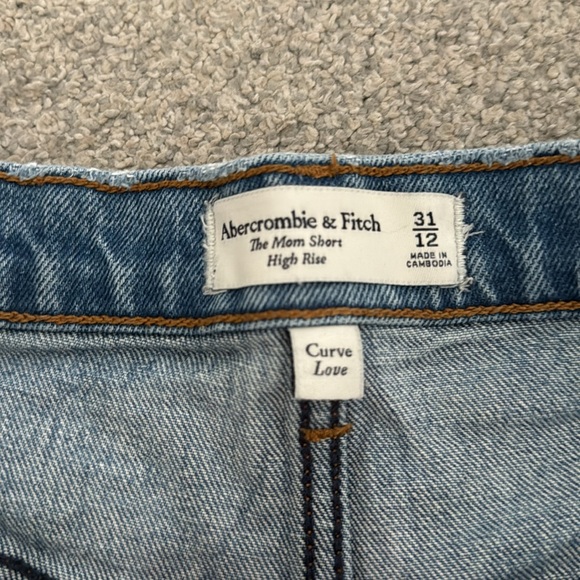 Abercrombie & Fitch
The Mom Short
High Rise
31
12
MADE IN
CAMBODIA
Curve
Love